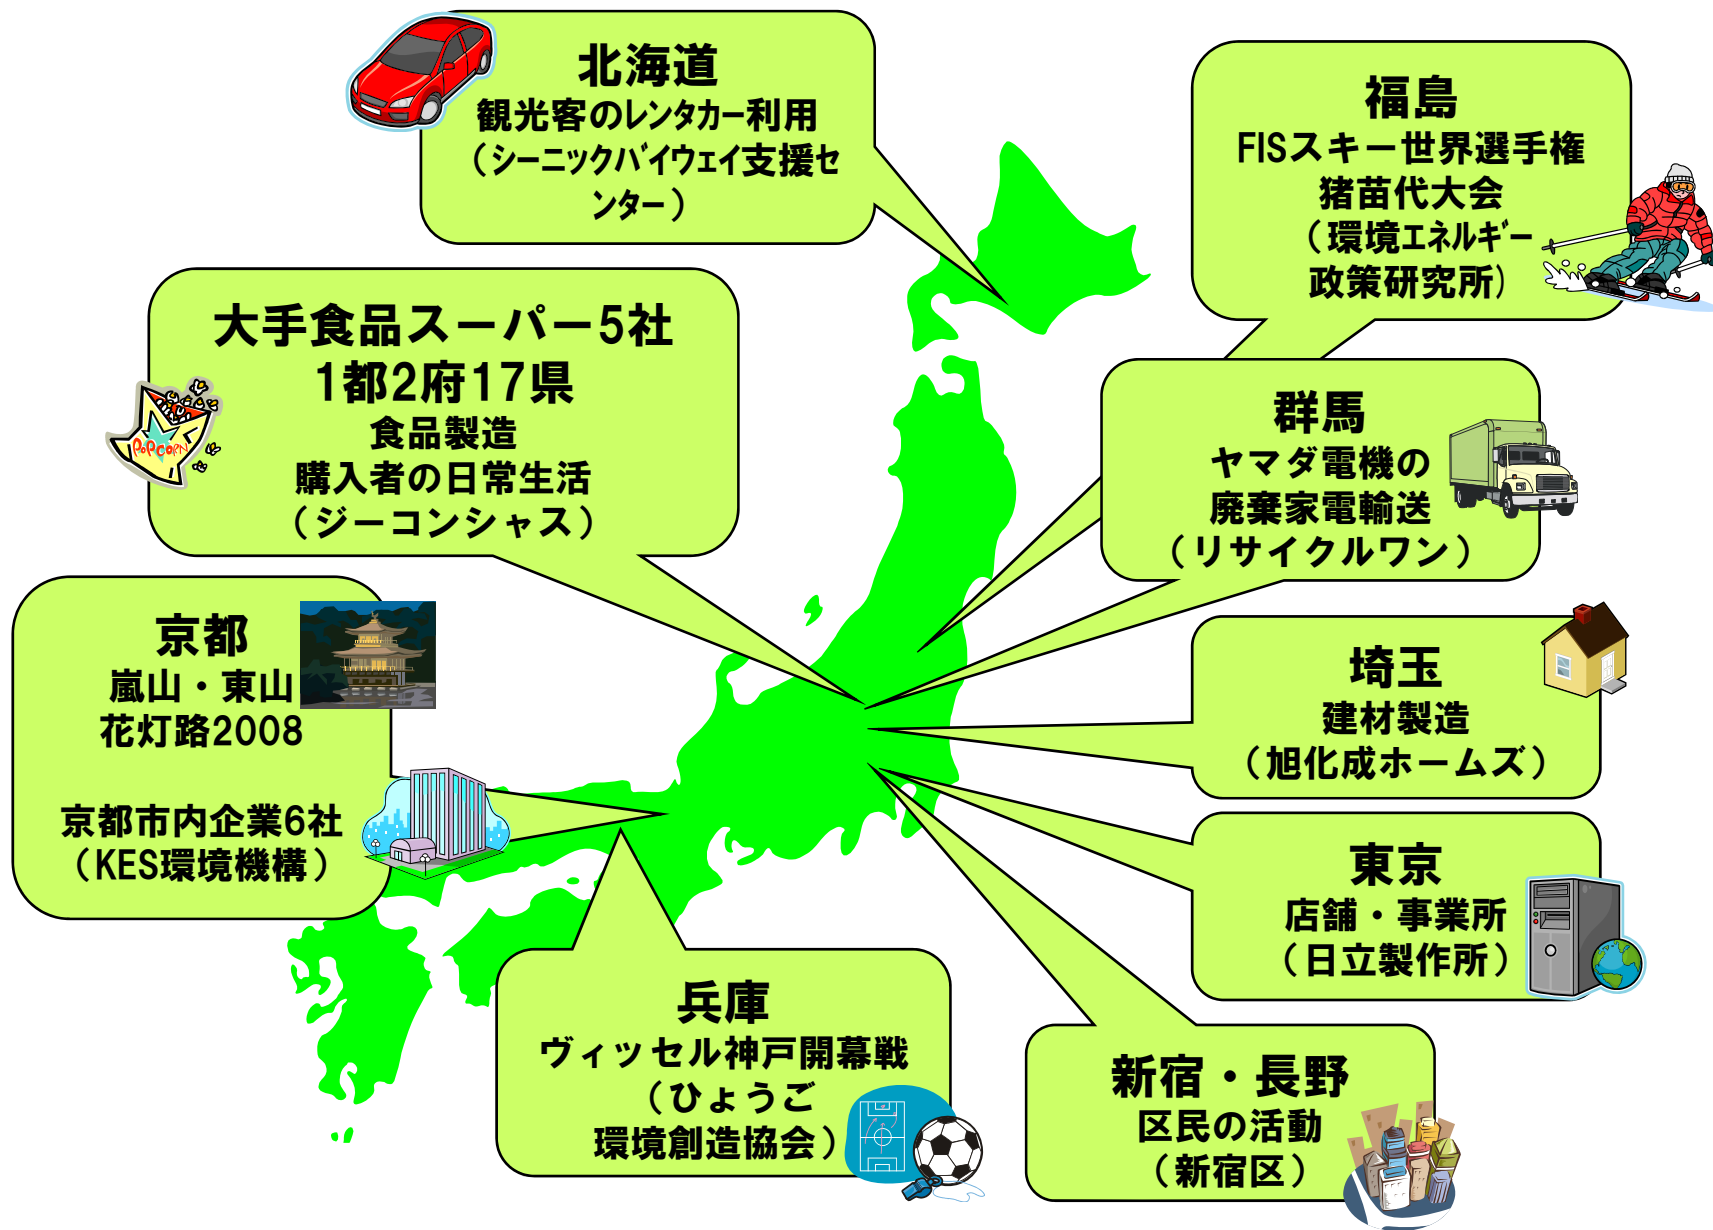 北海道
観光客のレンタカー利用
（シーニックバイウェイ支援セ
ンター）
福島
FISスキー世界選手権
猪苗代大会
（環境エネルギー
政策研究所）
大手食品スーパー5社
1都2府17県
食品製造
購入者の日常生活
（ジーコンシャス）
POPCORN
群馬
ヤマダ電機の
廃棄家電輸送
（リサイクルワン）
京都
嵐山・東山
花灯路2008
京都市内企業6社
（KES環境機構）
埼玉
建材製造
（旭化成ホームズ）
東京
店舗・事業所
（日立製作所）
兵庫
ヴィッセル神戸開幕戦
（ひょうご
環境創造協会）
新宿・長野
区民の活動
（新宿区）